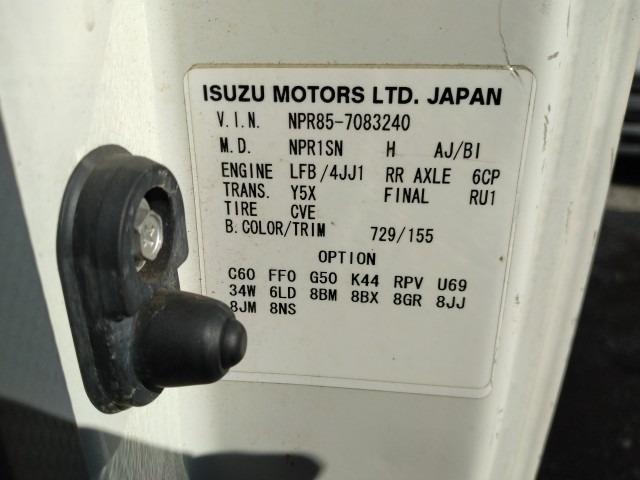 ISUZU MOTORS LTD. JAPAN
V.I.N. NPR85-7083240
M.D. NPR1SN H AJ/BI
ENGINE LFB/4JJ1 RR AXLE 6CP
TRANS. Y5X FINAL RU1
TIRE CVE
B.COLOR/TRIM 729/155
OPTION
C60 FF0 G50 K44 RPV U69
34W 6LD 8BM 8BX 8GR 8JJ
8JM 8NS